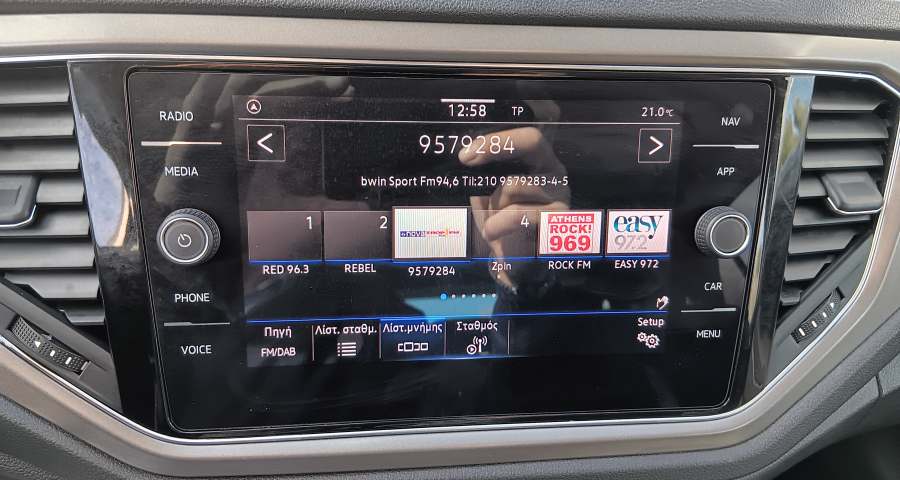 RADIO
MEDIA
PHONE
VOICE
12:58 TP 21.0°C
9579284
bwin Sport Fm94,6 Til:210 9579283-4-5
1 2 4
nova
ATHENS
ROCK!
969
easy
97.2
RED 96.3 REBEL 9579284 ZpIn ROCK FM EASY 972
Πηγή Λίστ. σταθμ. Λίστ.μνήμης Σταθμός Setup
FM/DAB
NAV
APP
CAR
MENU